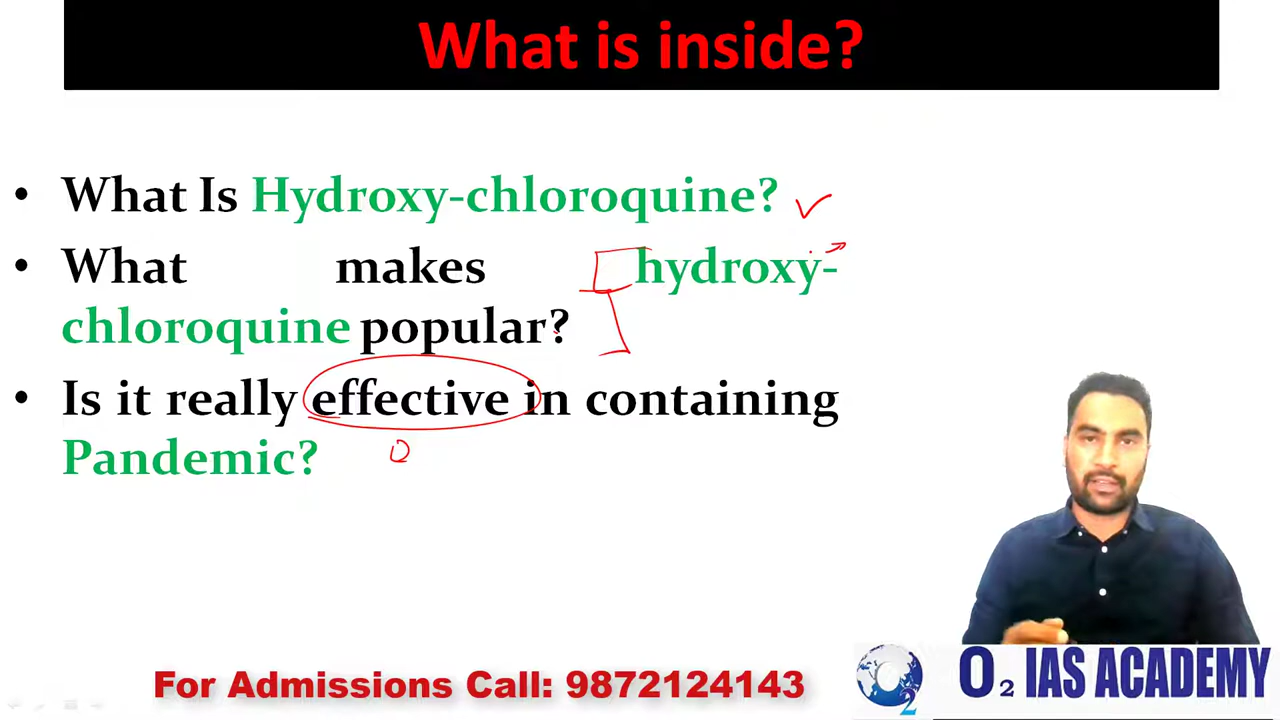 What is inside?
• What Is Hydroxy-chloroquine?
• What makes hydroxy-
chloroquine popular?
• Is it really effective in containing
Pandemic?
For Admissions Call: 9872124143
2
O2 IAS ACADEMY